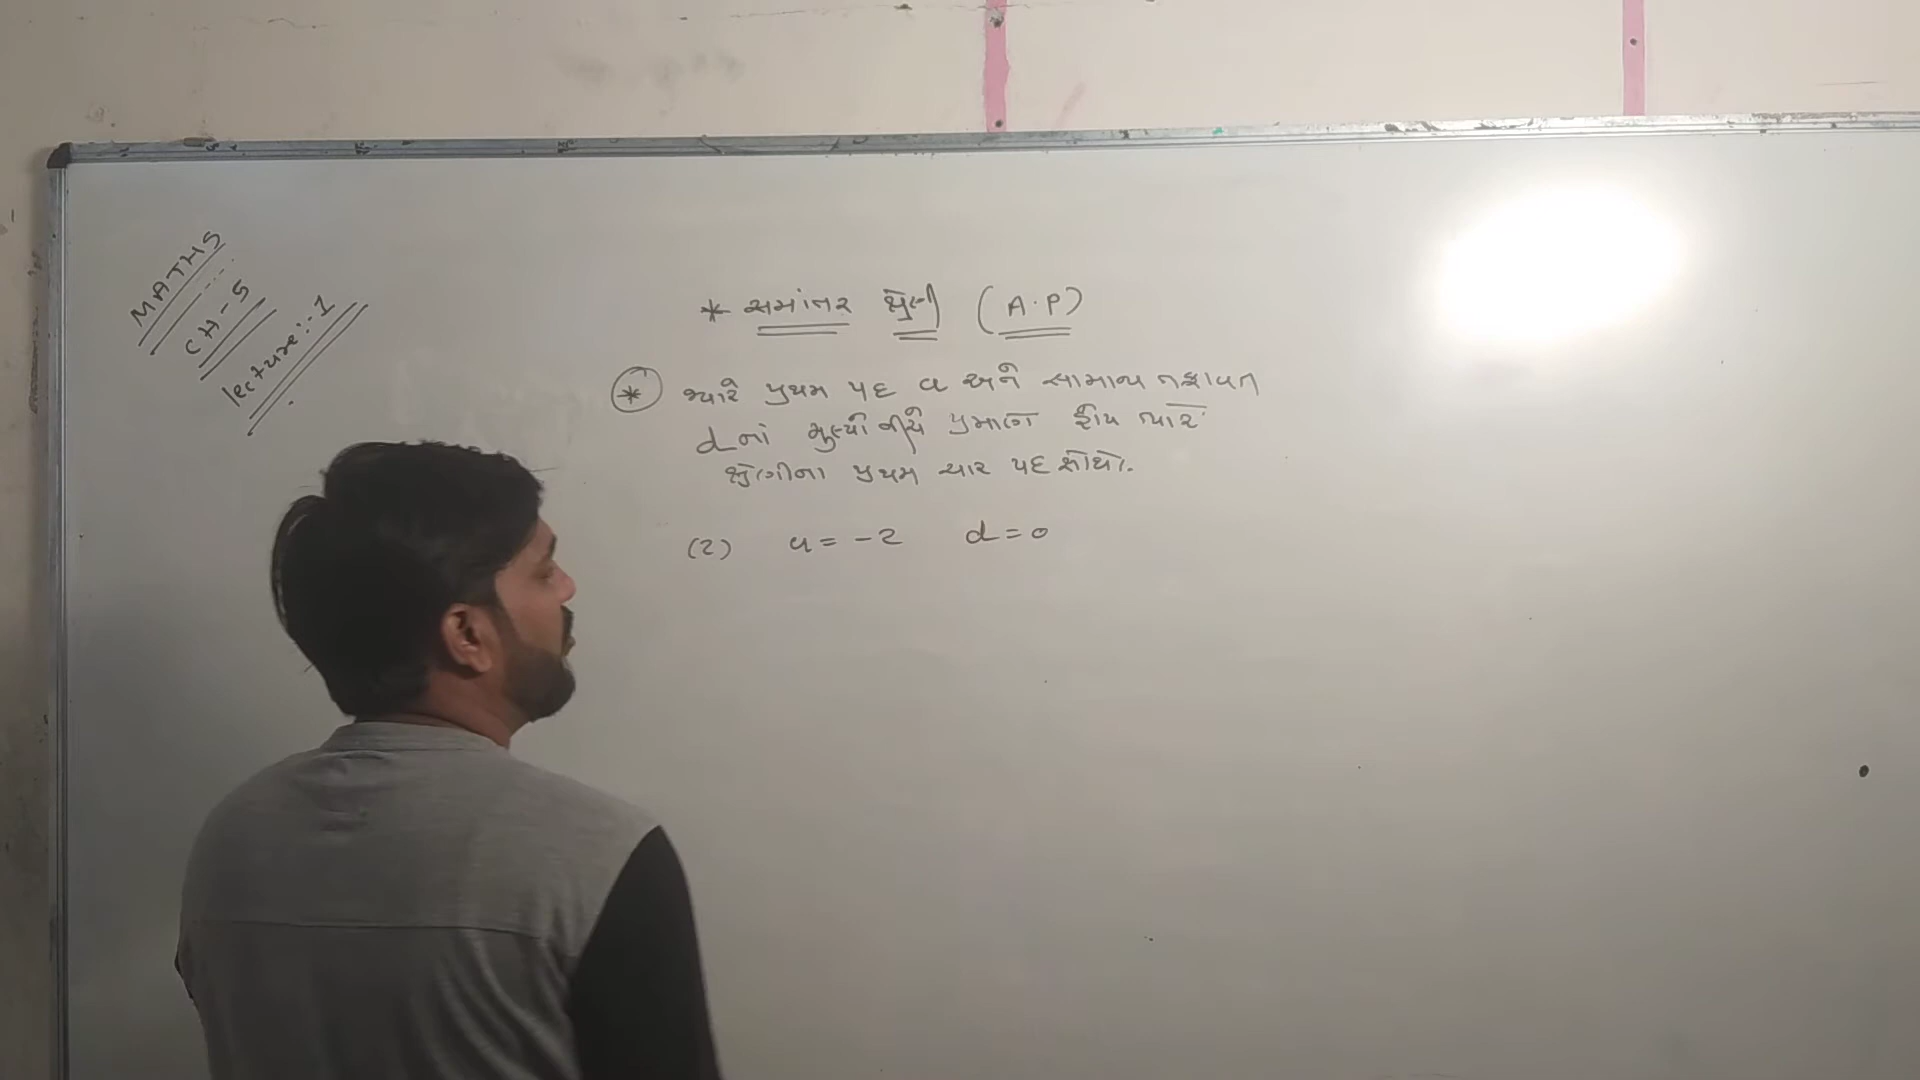 MATHS
CH-5
lecture:-1
* સમાંતર શ્રેણી (A.P)
* જ્યારે પ્રથમ પદ a અને સામાન્ય તફાવત
d નાં મુલ્યો નીચે પ્રમાણે હોય ત્યારે
શ્રેણીના પ્રથમ ચાર પદ શોધો.
(2) a = -2 d = 0